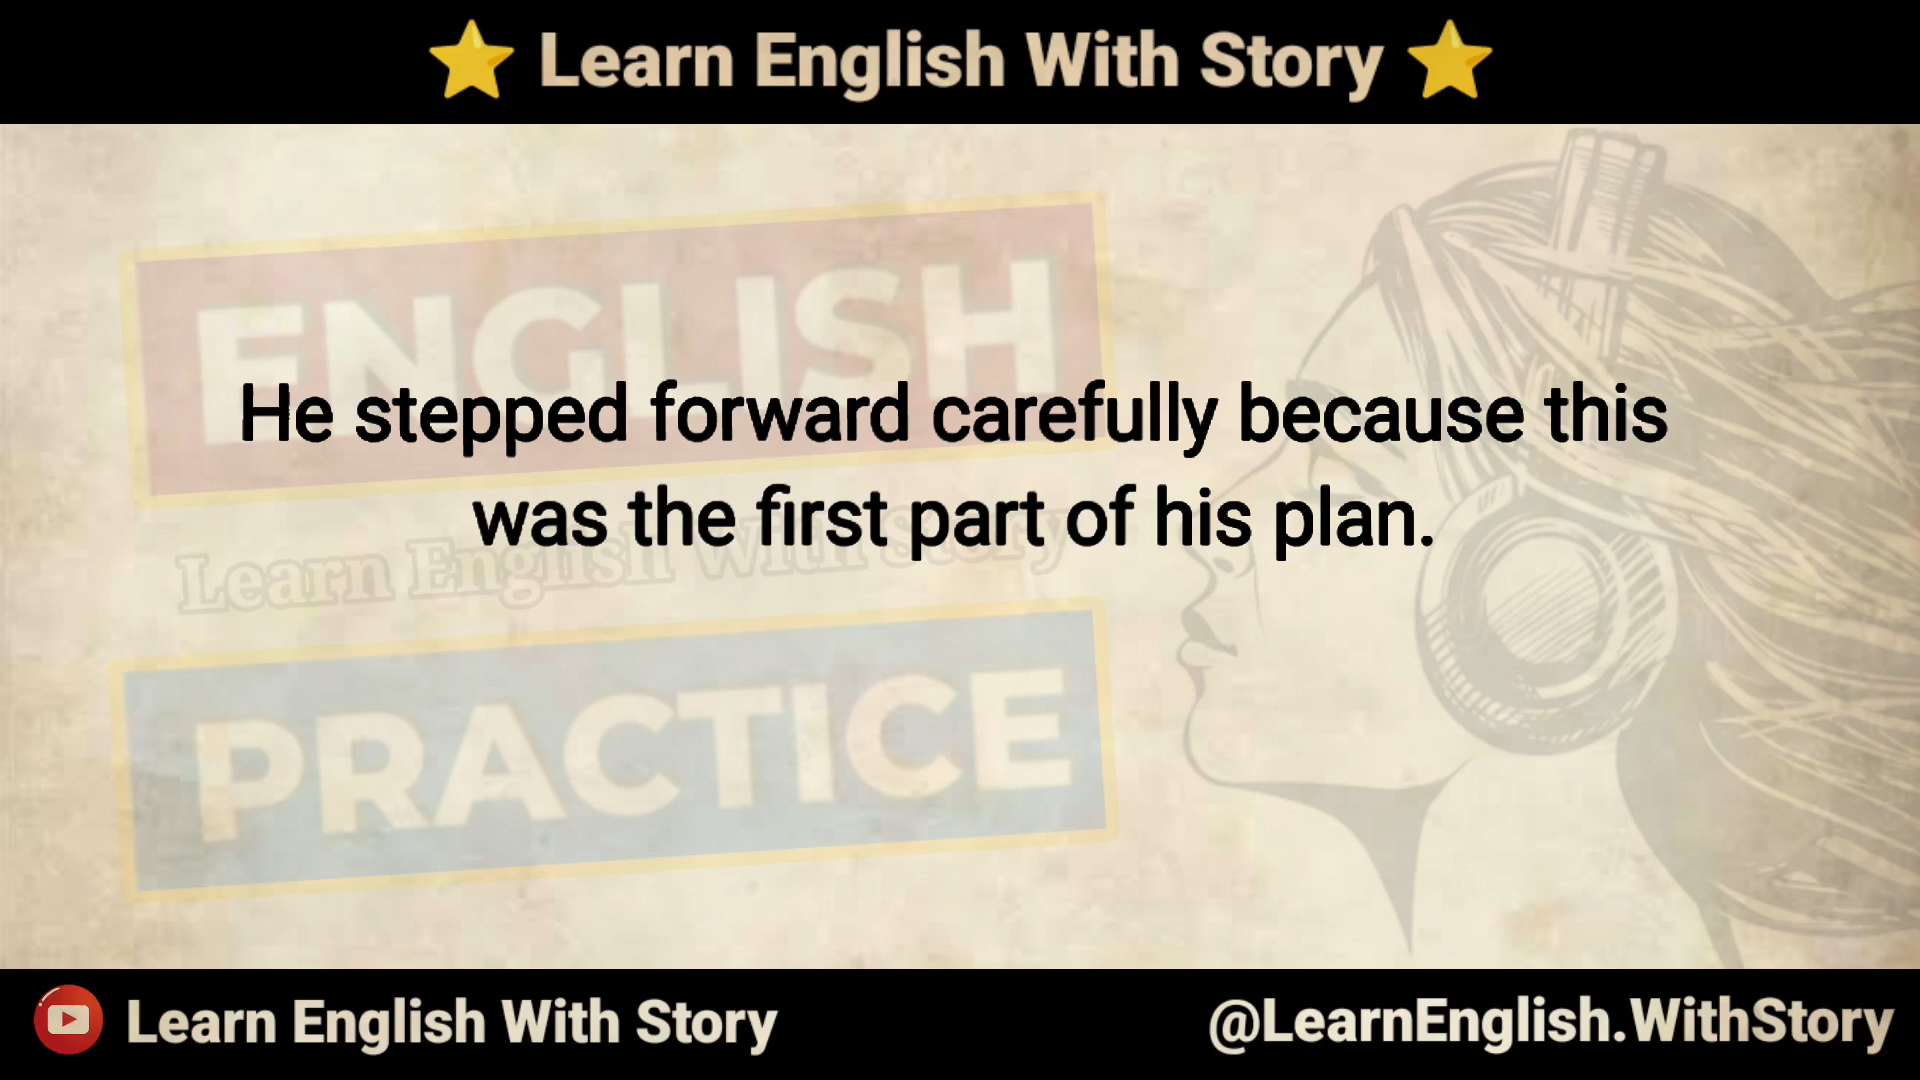 Learn English With Story
ENGLISH
He stepped forward carefully because this
was the first part of his plan.
Learn English With Story
PRACTICE
Learn English With Story
@LearnEnglish.WithStory